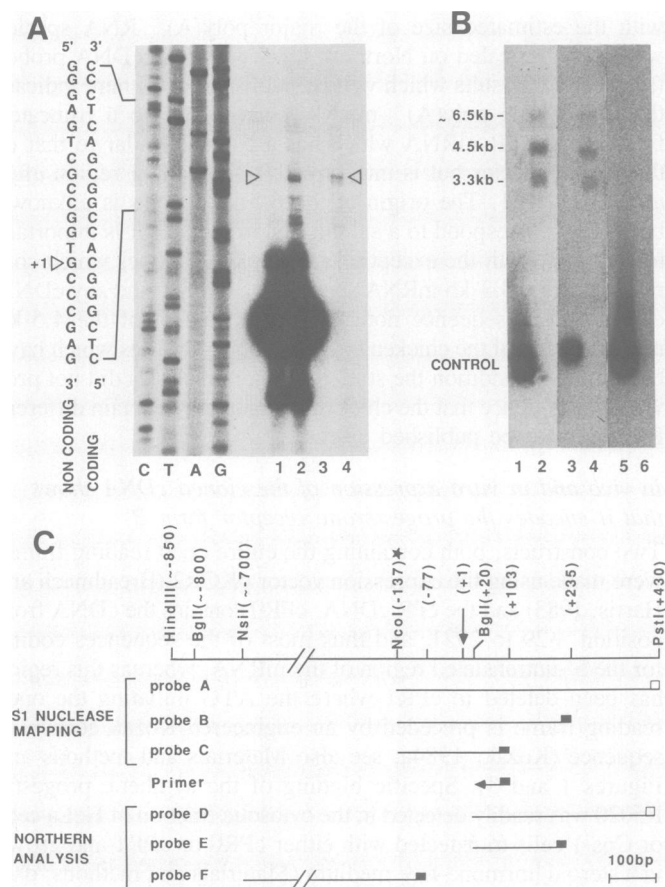 A
5' 3'
G C
G C
G C
A T
G C
T A
C G
G C
C G
C G
G C
G C
T A
+1
G C
C G
C G
C G
C G
G C
A T
G C
3' 5'
NON CODING
CODING
C T A G
1 2 3 4
B
6.5kb
4.5kb
3.3kb
CONTROL
1 2 3 4 5 6
C
HincII(~-850)
BglI(~-800)
NsiI(~-700)
NcoI(-137)★
(-77)
(+1)
BglI(+20)
(+103)
(+235)
PstI(+430)
S1 NUCLEASE MAPPING
probe A
probe B
probe C
Primer
NORTHERN ANALYSIS
probe D
probe E
probe F
100bp